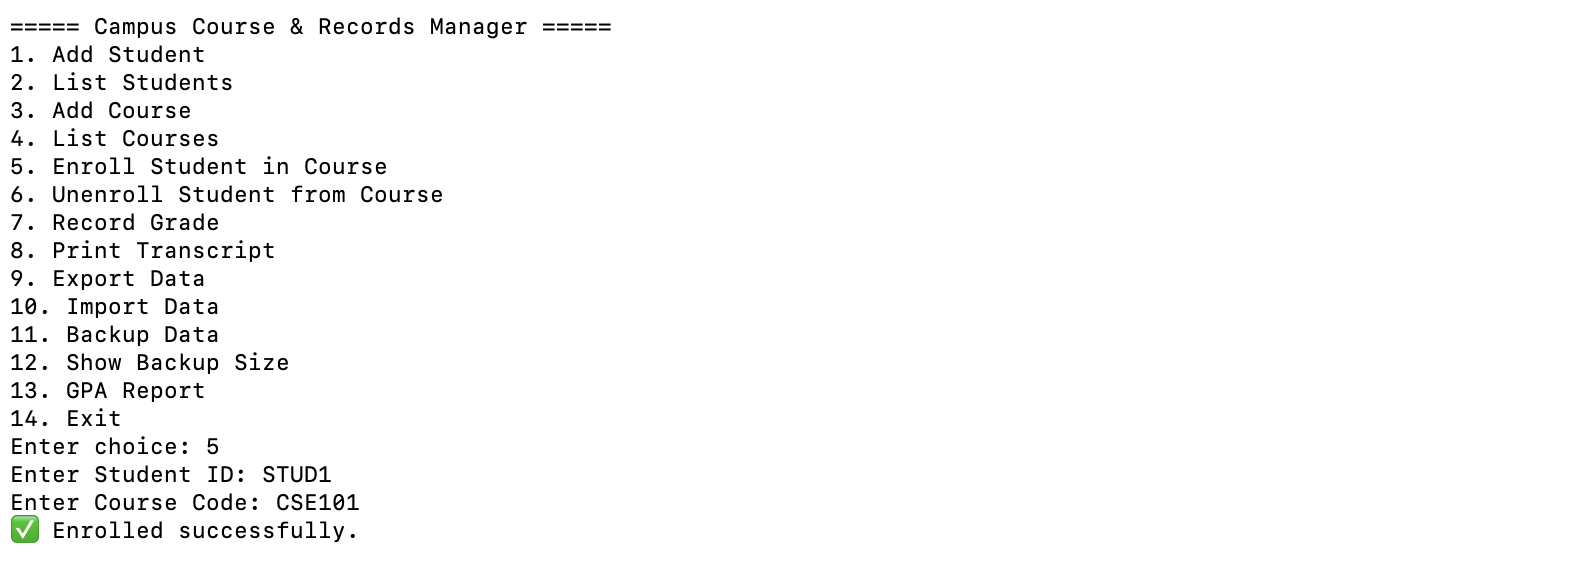 ===== Campus Course & Records Manager =====
1. Add Student
2. List Students
3. Add Course
4. List Courses
5. Enroll Student in Course
6. Unenroll Student from Course
7. Record Grade
8. Print Transcript
9. Export Data
10. Import Data
11. Backup Data
12. Show Backup Size
13. GPA Report
14. Exit
Enter choice: 5
Enter Student ID: STUD1
Enter Course Code: CSE101
✅ Enrolled successfully.